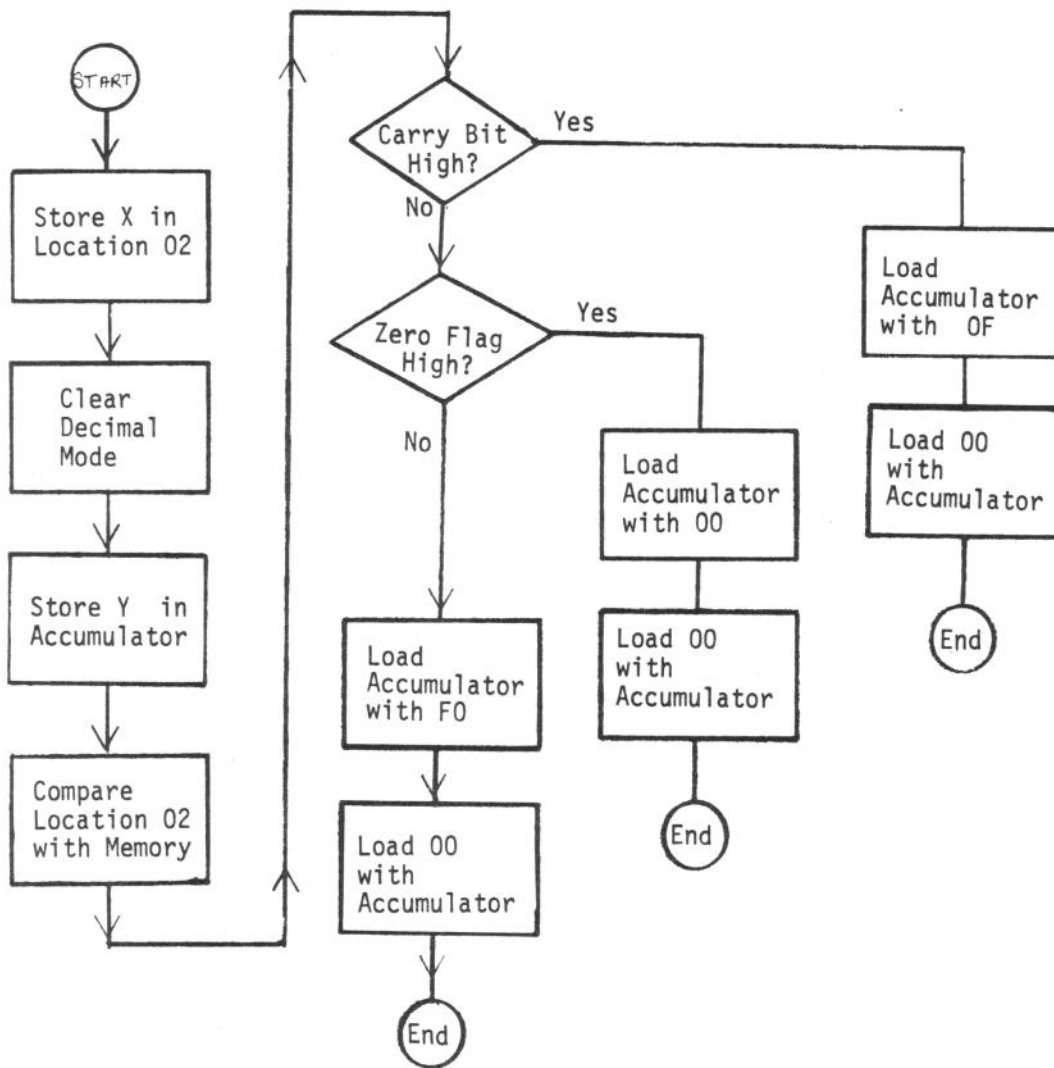 START
Store X in
Location 02
Clear
Decimal
Mode
Store Y in
Accumulator
Compare
Location 02
with Memory
Carry Bit
High?
Yes
No
Zero Flag
High?
Yes
No
Load
Accumulator
with F0
Load 00
with
Accumulator
End
Load
Accumulator
with 00
Load 00
with
Accumulator
End
Load
Accumulator
with 0F
Load 00
with
Accumulator
End